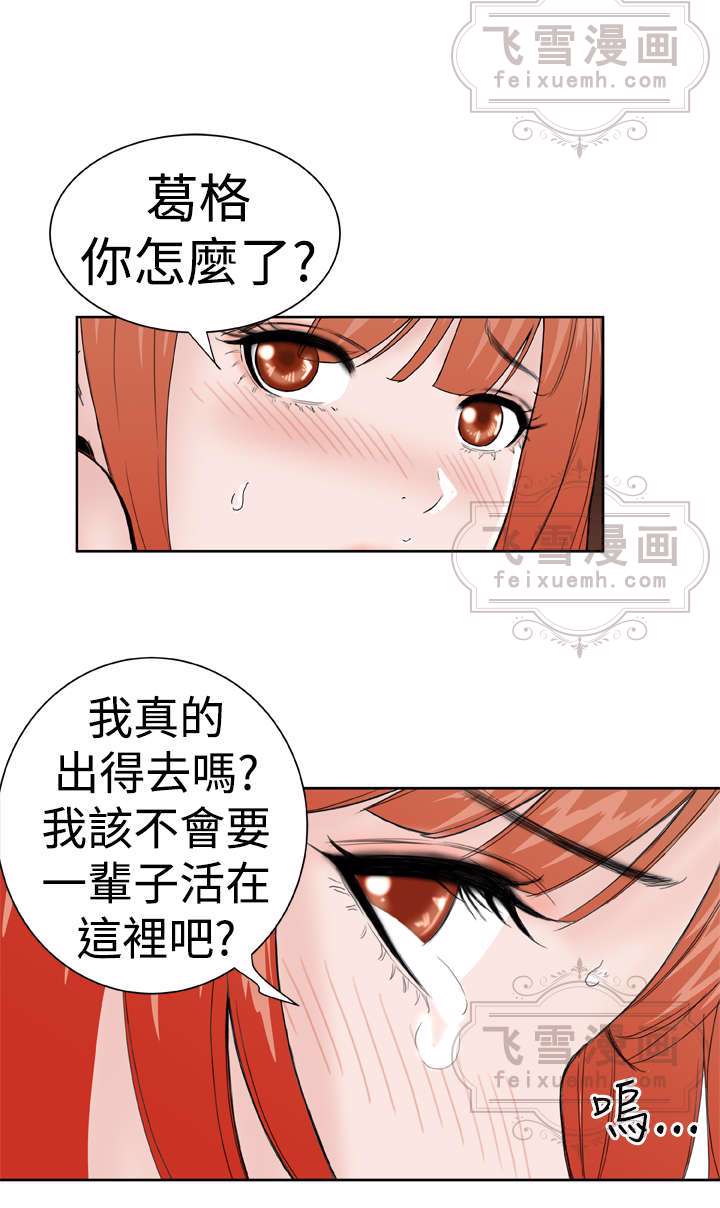 飞雪漫画
feixuemh.com
葛格
你怎麼了?
飞雪漫画
feixuemh.com
我真的
出得去嗎?
我該不會要
一輩子活在
這裡吧?
飞雪漫画
feixuemh.com
嗚...